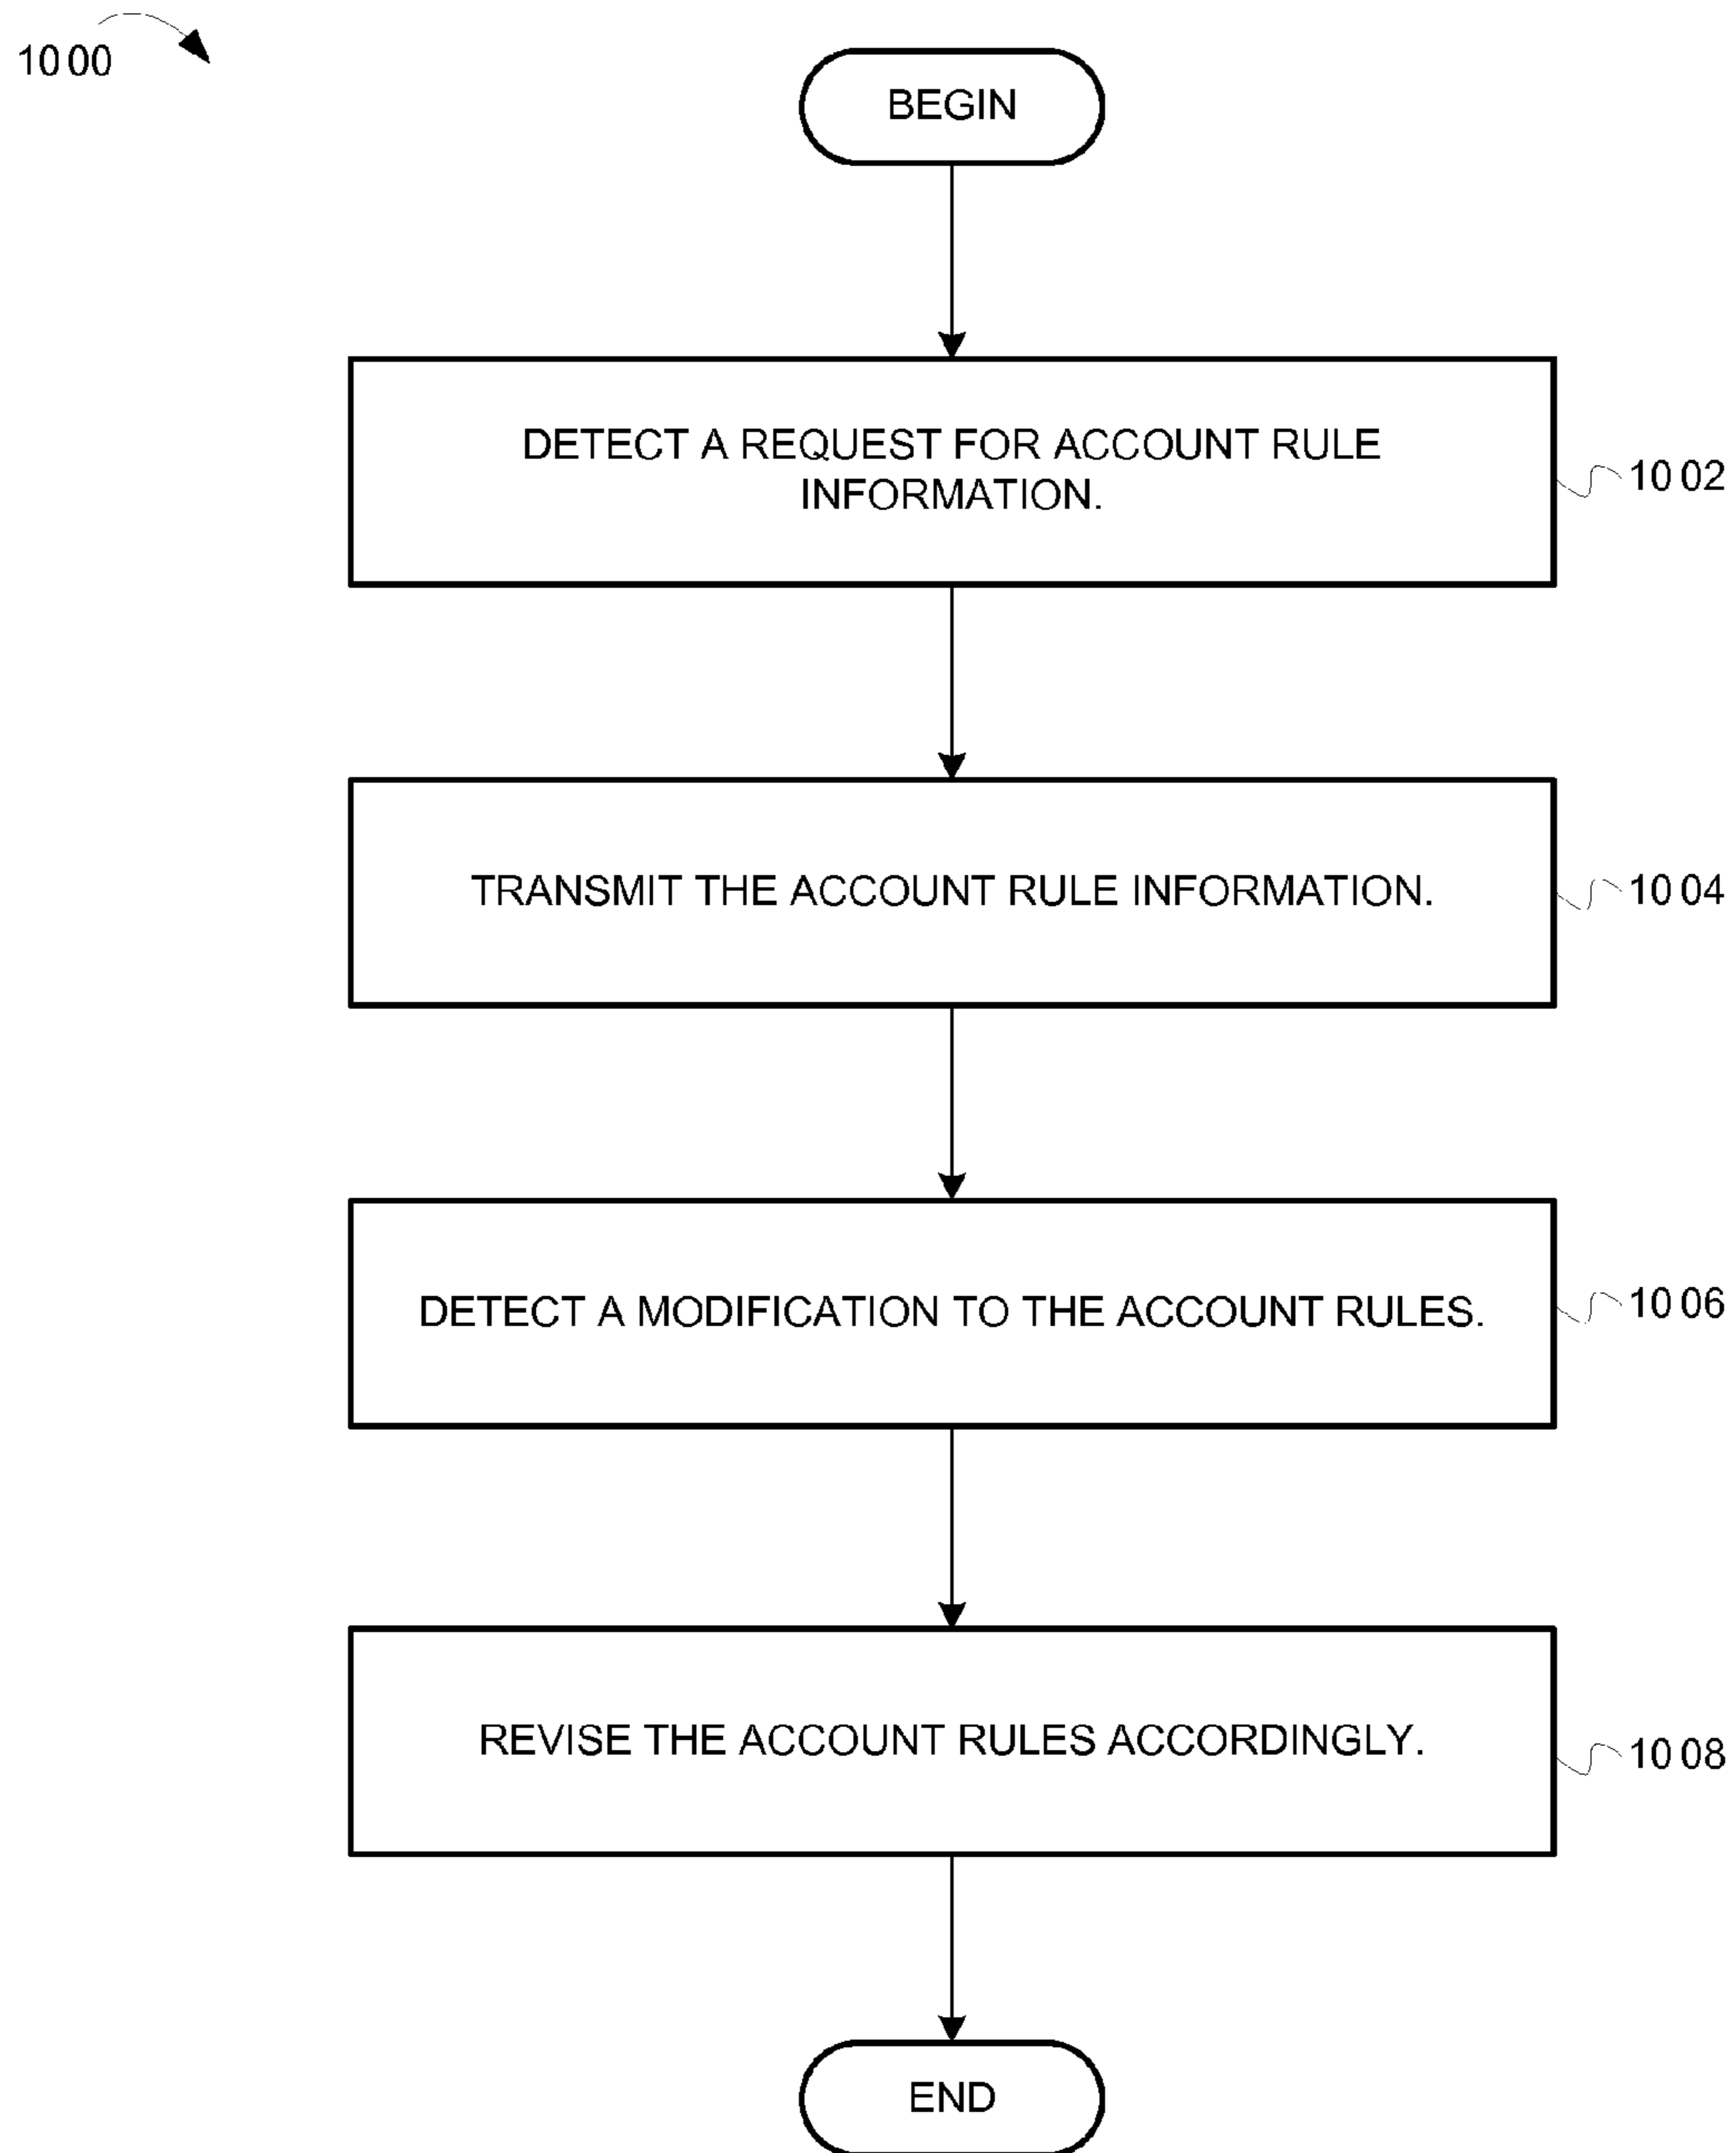 1000
BEGIN
DETECT A REQUEST FOR ACCOUNT RULE
INFORMATION.
1002
TRANSMIT THE ACCOUNT RULE INFORMATION.
1004
DETECT A MODIFICATION TO THE ACCOUNT RULES.
1006
REVISE THE ACCOUNT RULES ACCORDINGLY.
1008
END